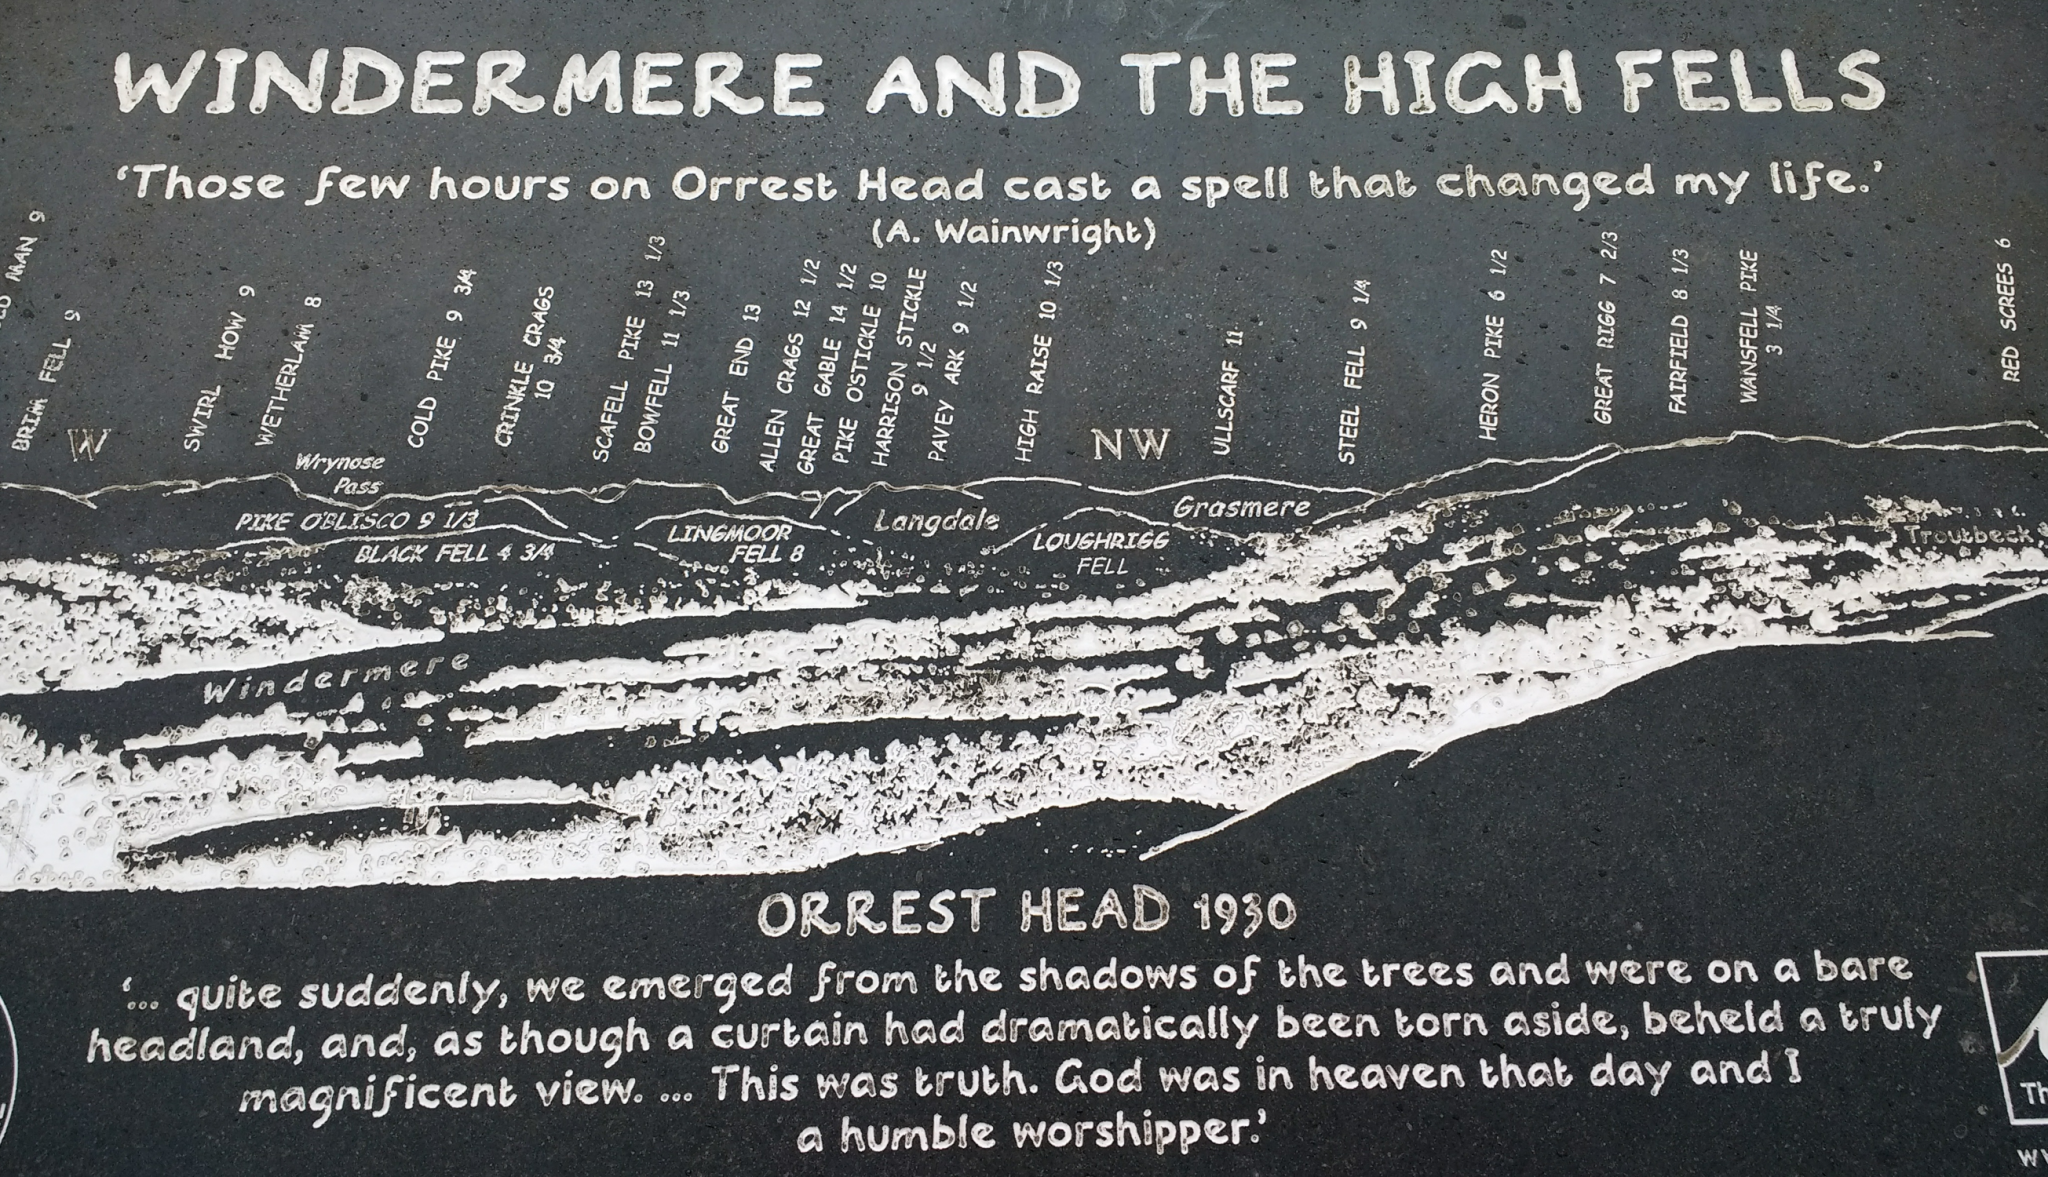 WINDERMERE AND THE HIGH FELLS
‘Those few hours on Orrest Head cast a spell that changed my life.’
(A. Wainwright)
MAN 9
BRIM FELL 9
W
SWIRL HOW 9
WETHERLAM 8
COLD PIKE 9 3/4
CRINKLE CRAGS
10 3/4
SCAFELL PIKE 13 1/3
BOWFELL 11 1/3
GREAT END 13
ALLEN CRAGS 12 1/2
GREAT GABLE 14 1/2
PIKE OSTICKLE 10
HARRISON STICKLE
9 1/2
PAVEY ARK 9 1/2
HIGH RAISE 10 1/3
NW
ULLSCARF 11
STEEL FELL 9 1/4
HERON PIKE 6 1/2
GREAT RIGG 7 2/3
FAIRFIELD 8 1/3
WANSFELL PIKE
3 1/4
RED SCREES 6
Wrynose
Pass
PIKE O'BLISCO 9 1/3
BLACK FELL 4 3/4
LINGMOOR
FELL 8
Langdale
LOUGHRIGG
FELL
Grasmere
Troutbeck
Windermere
ORREST HEAD 1930
‘... quite suddenly, we emerged from the shadows of the trees and were on a bare
headland, and, as though a curtain had dramatically been torn aside, beheld a truly
magnificent view. ... This was truth. God was in heaven that day and I
a humble worshipper.’